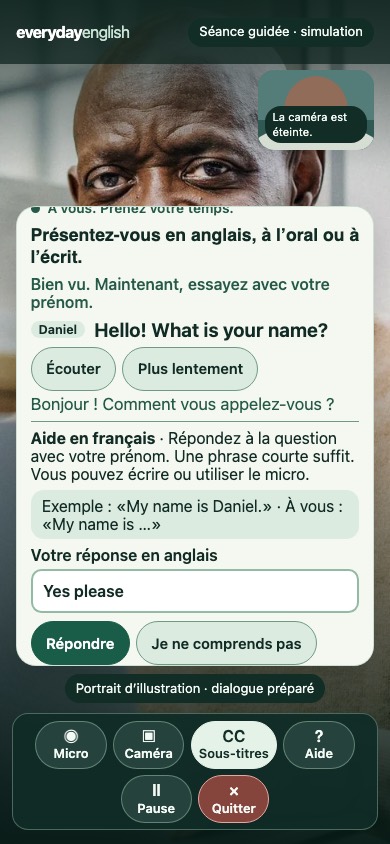 everydayenglish
Séance guidée · simulation
La caméra est
éteinte.
À vous. Prenez votre temps.
Présentez-vous en anglais, à l’oral ou à
l’écrit.
Bien vu. Maintenant, essayez avec votre
prénom.
Daniel Hello! What is your name?
Écouter Plus lentement
Bonjour ! Comment vous appelez-vous ?
Aide en français · Répondez à la question
avec votre prénom. Une phrase courte suffit.
Vous pouvez écrire ou utiliser le micro.
Exemple : «My name is Daniel.» · À vous :
«My name is ...»
Votre réponse en anglais
Yes please
Répondre Je ne comprends pas
Portrait d’illustration · dialogue préparé
Micro Caméra CC Sous-titres ? Aide
Pause × Quitter